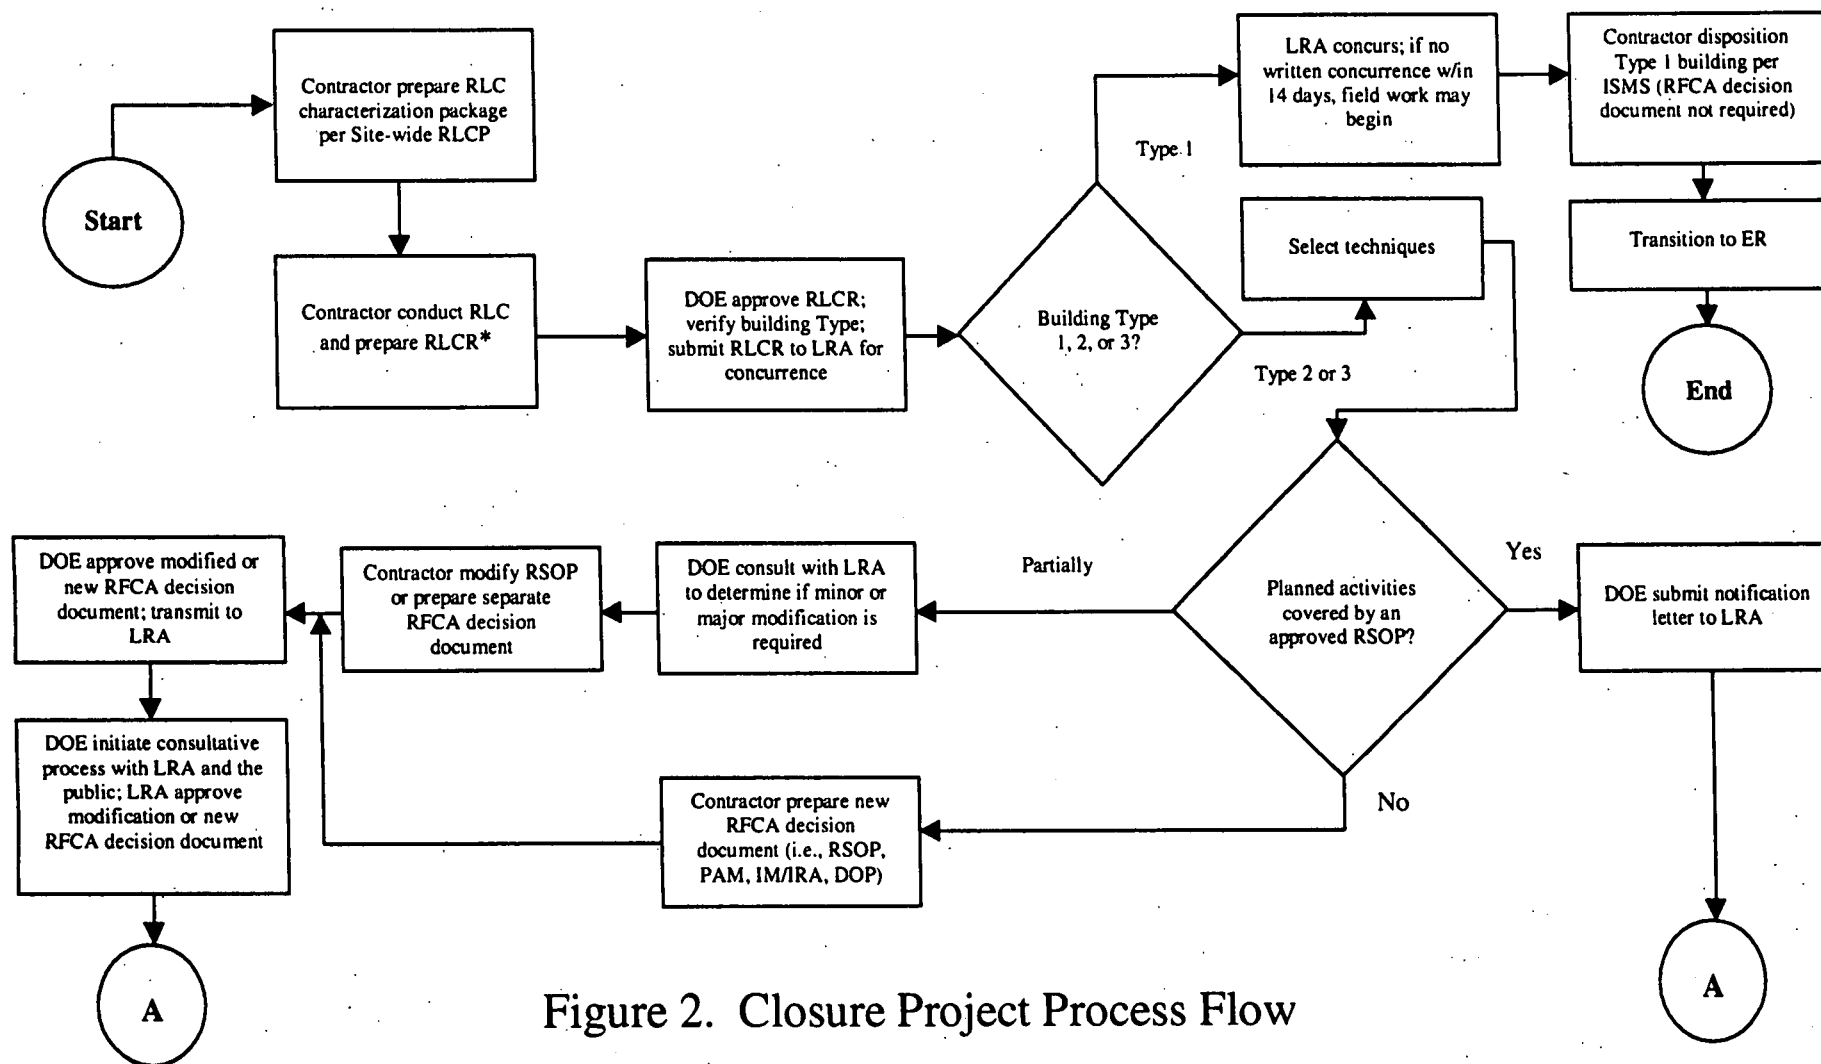 Start
Contractor prepare RLC
characterization package
per Site-wide RLCP
Contractor conduct RLC
and prepare RLCR*
DOE approve RLCR;
verify building Type;
submit RLCR to LRA for
concurrence
Building Type
1, 2, or 3?
Type 1
LRA concurs; if no
written concurrence w/in
14 days, field work may
begin
Contractor disposition
Type 1 building per
ISMS (RFCA decision
document not required)
Transition to ER
End
Type 2 or 3
Select techniques
Planned activities
covered by an
approved RSOP?
Yes
DOE submit notification
letter to LRA
A
Partially
DOE consult with LRA
to determine if minor or
major modification is
required
Contractor modify RSOP
or prepare separate
RFCA decision
document
No
Contractor prepare new
RFCA decision
document (i.e., RSOP,
PAM, IM/IRA, DOP)
DOE approve modified or
new RFCA decision
document; transmit to
LRA
DOE initiate consultative
process with LRA and the
public; LRA approve
modification or new
RFCA decision document
A
Figure 2. Closure Project Process Flow